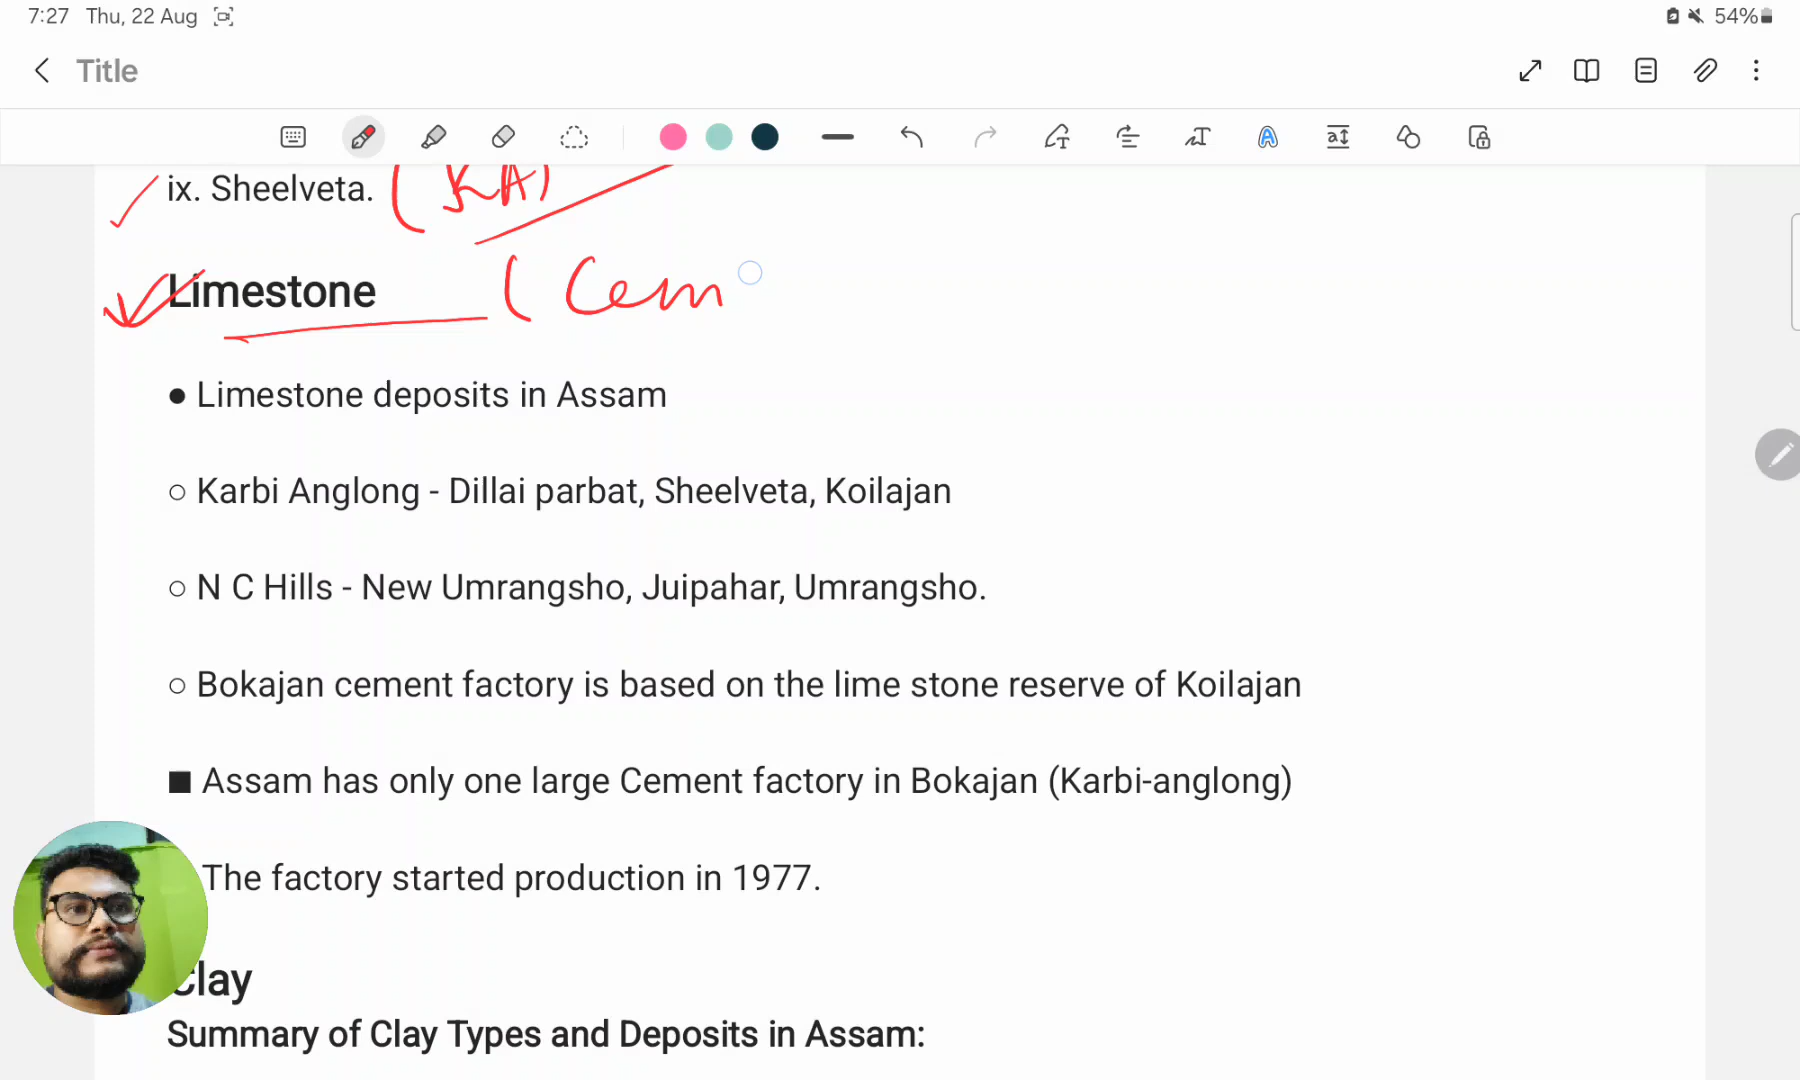 7:27 Thu, 22 Aug 54%
Title
ix. Sheelveta. (KA)
Limestone (Cem
● Limestone deposits in Assam
○ Karbi Anglong - Dillai parbat, Sheelveta, Koilajan
○ N C Hills - New Umrangsho, Juipahar, Umrangsho.
○ Bokajan cement factory is based on the lime stone reserve of Koilajan
■ Assam has only one large Cement factory in Bokajan (Karbi-anglong)
The factory started production in 1977.
Clay
Summary of Clay Types and Deposits in Assam: